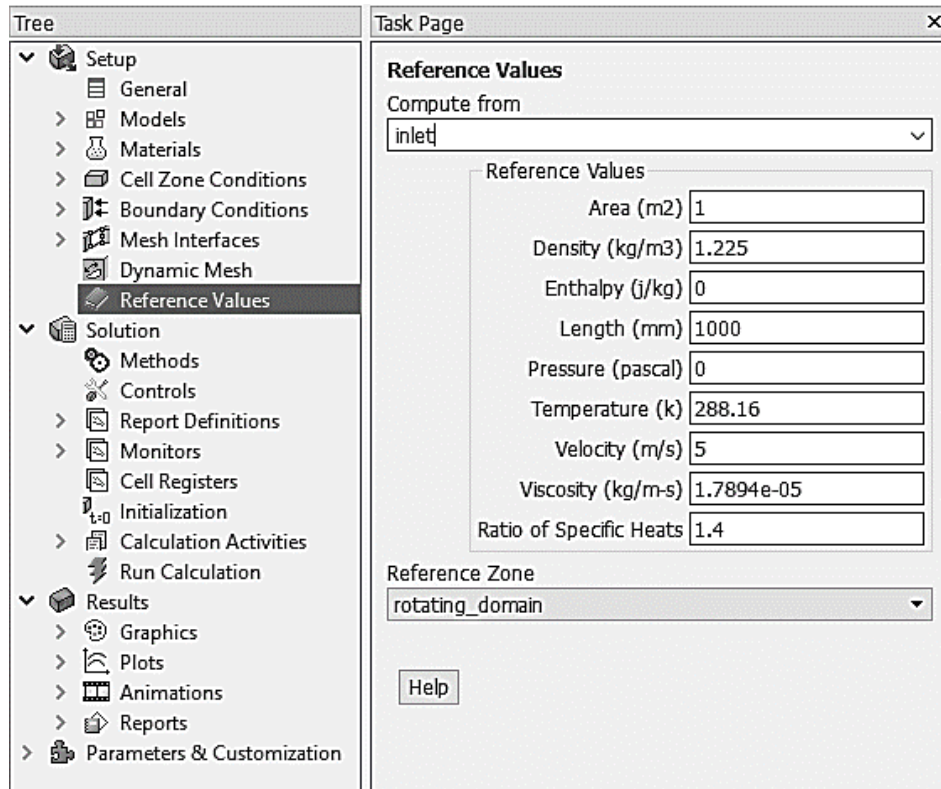 Tree
Setup
General
Models
Materials
Cell Zone Conditions
Boundary Conditions
Mesh Interfaces
Dynamic Mesh
Reference Values
Solution
Methods
Controls
Report Definitions
Monitors
Cell Registers
t=0 Initialization
Calculation Activities
Run Calculation
Results
Graphics
Plots
Animations
Reports
Parameters & Customization
Task Page
Reference Values
Compute from
inlet
Reference Values
Area (m2) 1
Density (kg/m3) 1.225
Enthalpy (j/kg) 0
Length (mm) 1000
Pressure (pascal) 0
Temperature (k) 288.16
Velocity (m/s) 5
Viscosity (kg/m-s) 1.7894e-05
Ratio of Specific Heats 1.4
Reference Zone
rotating_domain
Help